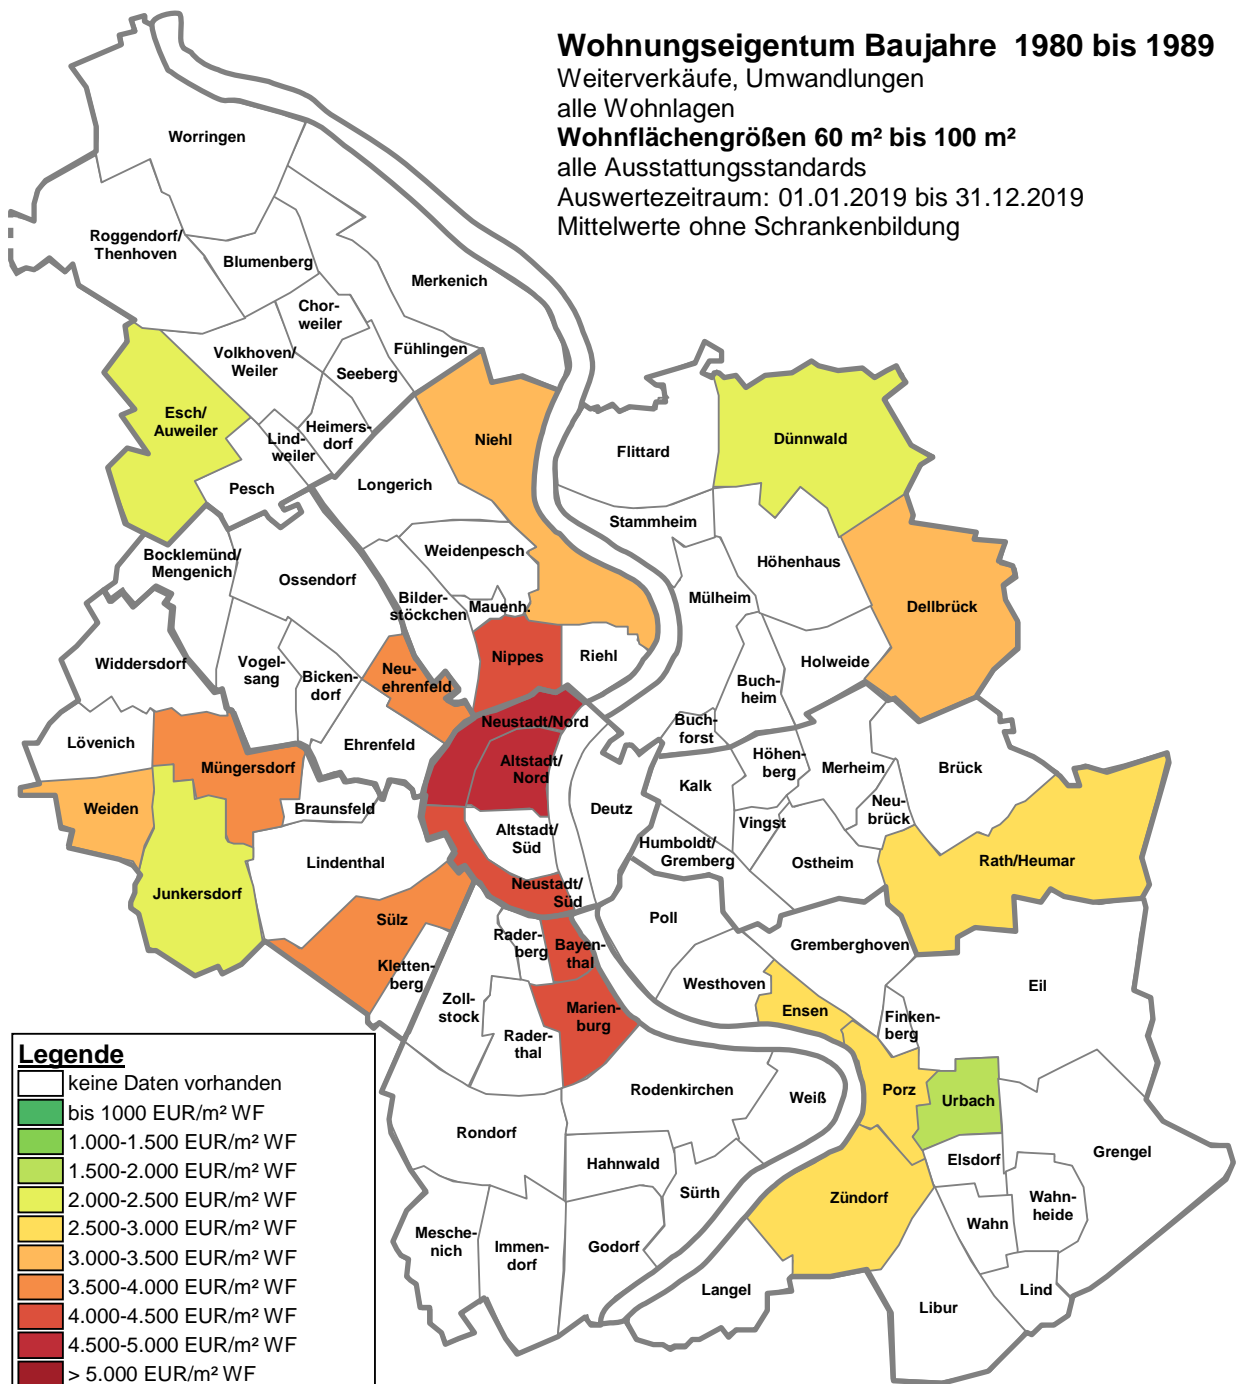 Wohnungseigentum Baujahre  1980 bis 1989
Weiterverkäufe, Umwandlungen
alle Wohnlagen
Wohnflächengrößen 60 m² bis 100 m²
alle Ausstattungsstandards
Auswertezeitraum: 01.01.2019 bis 31.12.2019
Mittelwerte ohne Schrankenbildung
Worringen
Roggendorf/
Thenhoven
Blumenberg
Merkenich
Chor-
weiler
Fühlingen
Volkhoven/
Weiler
Seeberg
Esch/
Auweiler
Heimers-
dorf
Lind-
weiler
Pesch
Niehl
Longerich
Flittard
Dünnwald
Stammheim
Höhenhaus
Bocklemünd/
Mengenich
Ossendorf
Weidenpesch
Bilder-
stöckchen
Mauenh.
Mülheim
Dellbrück
Widdersdorf
Vogel-
sang
Bicken-
dorf
Neu-
ehrenfeld
Nippes
Riehl
Buch-
heim
Holweide
Lövenich
Müngersdorf
Ehrenfeld
Neustadt/Nord
Altstadt/
Nord
Buch-
forst
Höhen-
berg
Merheim
Brück
Weiden
Braunsfeld
Deutz
Kalk
Neu-
brück
Vingst
Altstadt/
Süd
Humboldt/
Gremberg
Ostheim
Rath/Heumar
Lindenthal
Junkersdorf
Neustadt/
Süd
Sülz
Poll
Rader-
berg
Bayen-
thal
Gremberghoven
Kletten-
berg
Westhoven
Eil
Zoll-
stock
Marien-
burg
Ensen
Finken-
berg
Rader-
thal
Rodenkirchen
Weiß
Porz
Urbach
Rondorf
Hahnwald
Elsdorf
Grengel
Sürth
Zündorf
Wahn-
heide
Wahn
Mesche-
nich
Immen-
dorf
Godorf
Langel
Lind
Libur
Legende
keine Daten vorhanden
bis 1000 EUR/m² WF
1.000-1.500 EUR/m² WF
1.500-2.000 EUR/m² WF
2.000-2.500 EUR/m² WF
2.500-3.000 EUR/m² WF
3.000-3.500 EUR/m² WF
3.500-4.000 EUR/m² WF
4.000-4.500 EUR/m² WF
4.500-5.000 EUR/m² WF
> 5.000 EUR/m² WF